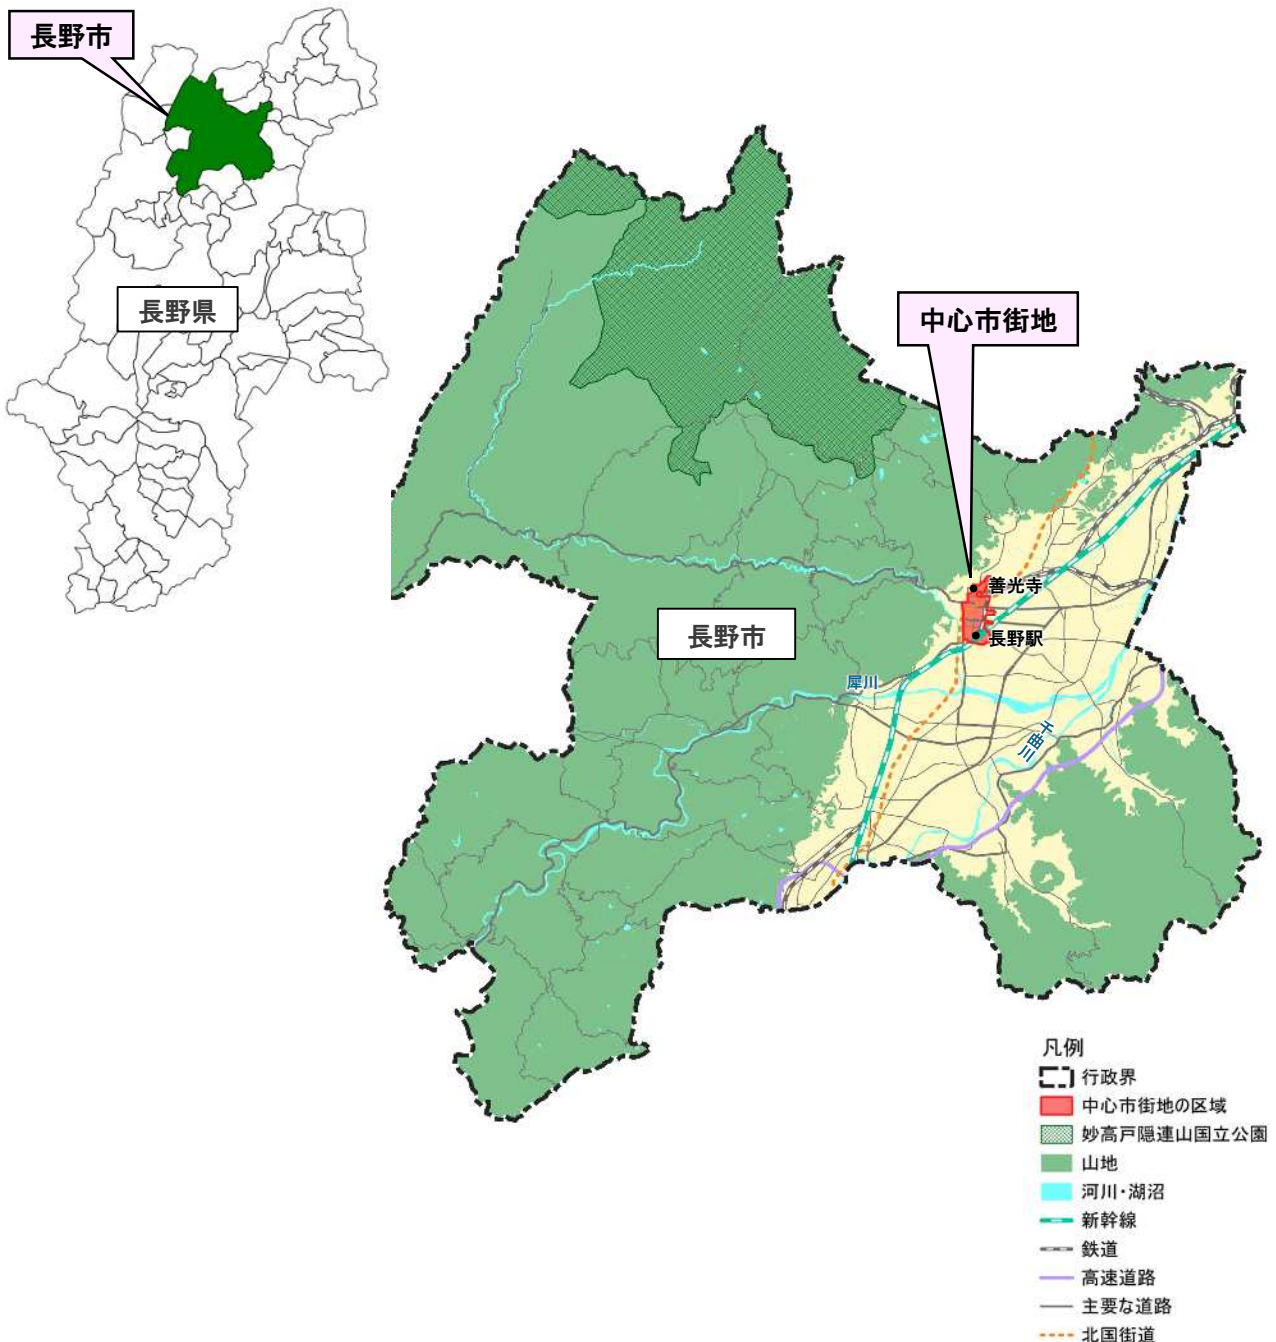 長野市
長野県
中心市街地
善光寺
長野市
長野駅
犀川
千曲川
凡例
行政界
中心市街地の区域
妙高戸隠連山国立公園
山地
河川・湖沼
新幹線
鉄道
高速道路
主要な道路
北国街道